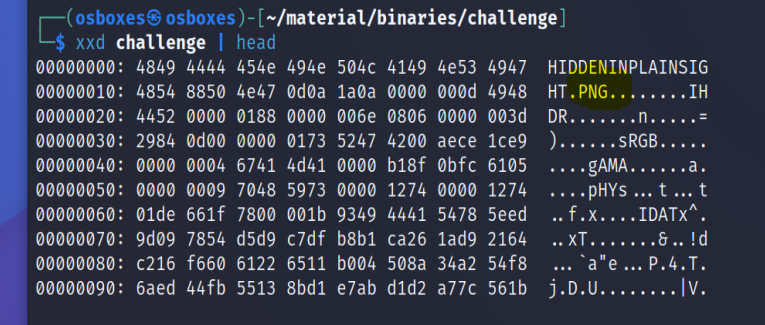 ┌──(osboxes㉿osboxes)-[~/material/binaries/challenge]
└─$ xxd challenge | head
00000000: 4849 4444 454e 494e 504c 4149 4e53 4947  HIDDENINPLAINSIG
00000010: 4854 8850 4e47 0d0a 1a0a 0000 000d 4948  HT.PNG........IH
00000020: 4452 0000 0188 0000 006e 0806 0000 003d  DR.......n.....=
00000030: 2984 0d00 0000 0173 5247 4200 aece 1ce9  )......sRGB.....
00000040: 0000 0004 6741 4d41 0000 b18f 0bfc 6105  ....gAMA......a.
00000050: 0000 0009 7048 5973 0000 1274 0000 1274  ....pHYs...t...t
00000060: 01de 661f 7800 001b 9349 4441 5478 5eed  ..f.x....IDATx^.
00000070: 9d09 7854 d5d9 c7df b8b1 ca26 1ad9 2164  ..xT.......&..!d
00000080: c216 f660 6122 6511 b004 508a 34a2 54f8  ...`a"e...P.4.T.
00000090: 6aed 44fb 5513 8bd1 e7ab d1d2 a77c 561b  j.D.U........|V.